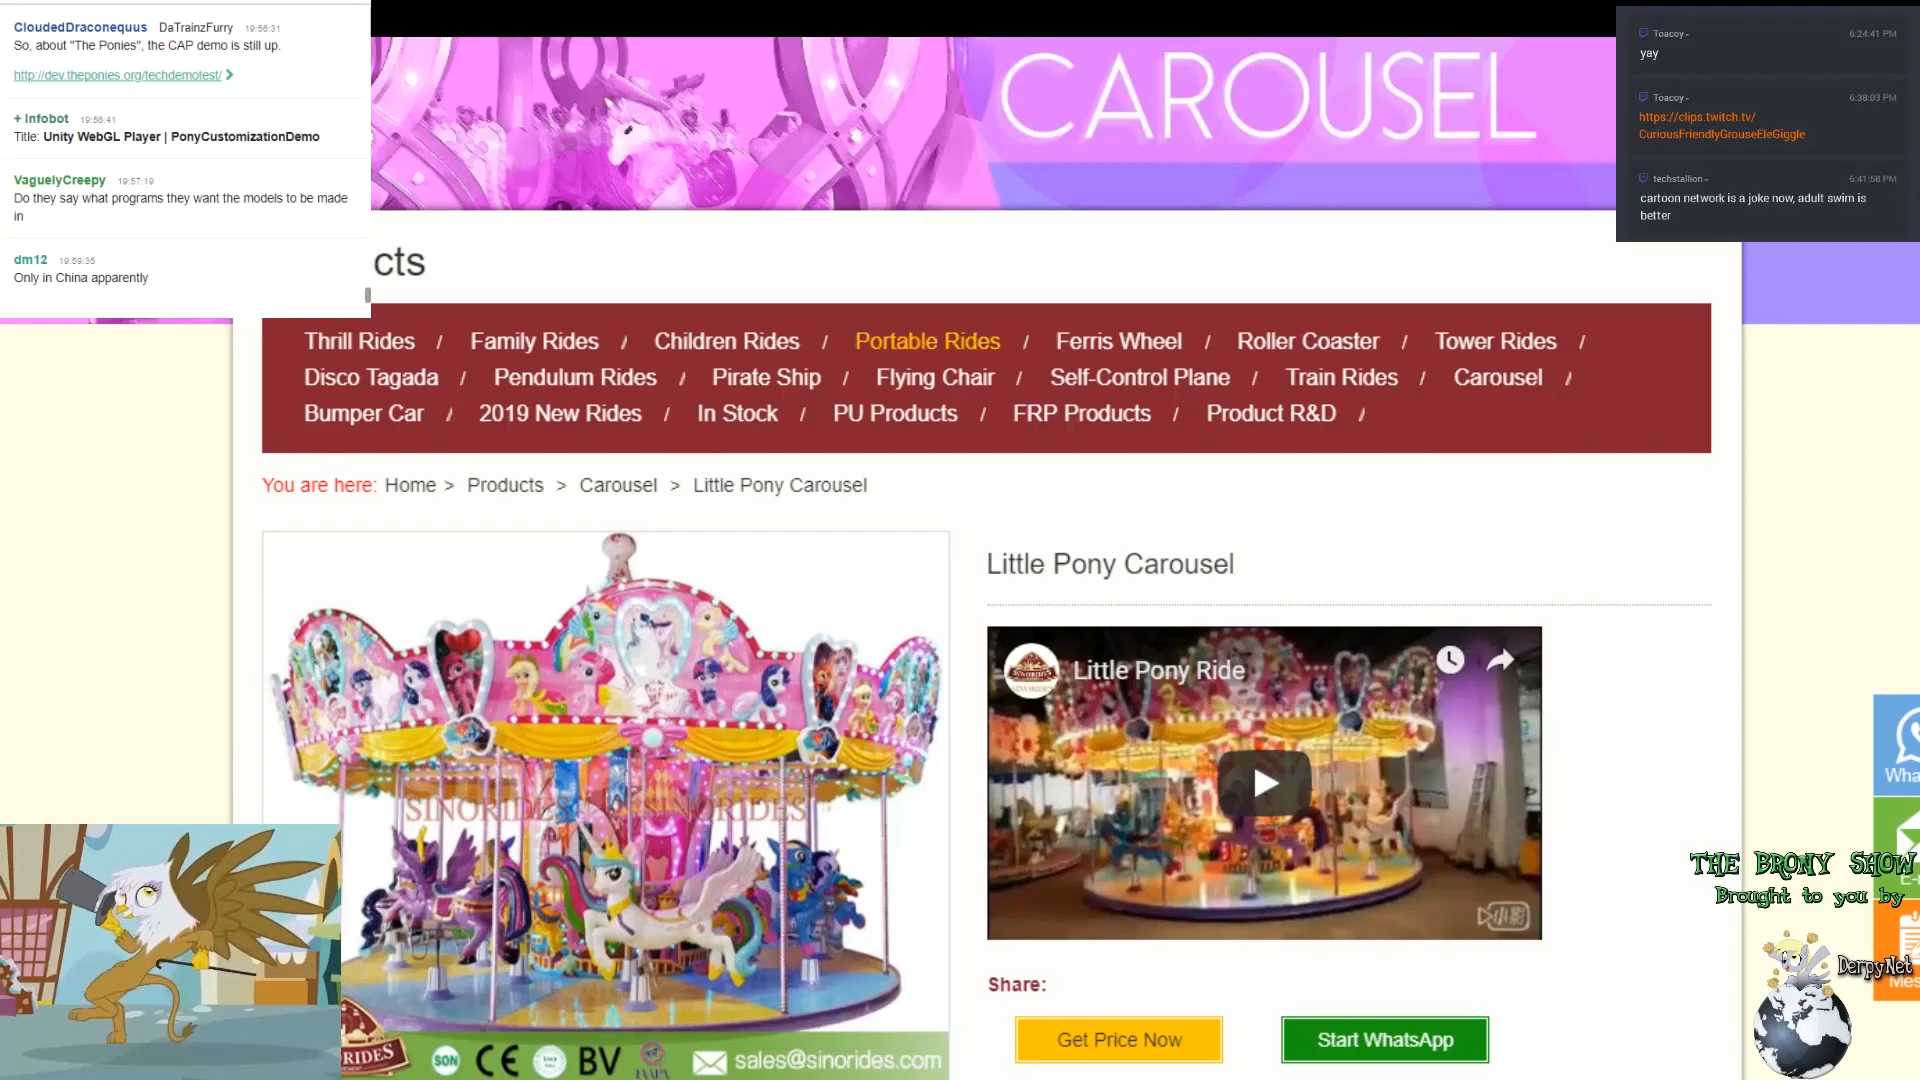 CloudedDraconequus DaTrainzFurry 19:56:31
So, about "The Ponies", the CAP demo is still up.
http://dev.theponies.org/techdemotest/
+ Infobot 19:56:41
Title: Unity WebGL Player | PonyCustomizationDemo
VaguelyCreepy 19:57:19
Do they say what programs they want the models to be made
in
dm12 19:59:35
Only in China apparently
CAROUSEL
Toacoy 6:24:41 PM
yay
Toacoy 6:38:03 PM
https://clips.twitch.tv/
CuriousFriendlyGrouseEleGiggle
techstallion 6:41:58 PM
cartoon network is a joke now, adult swim is
better
cts
Thrill Rides / Family Rides / Children Rides / Portable Rides / Ferris Wheel / Roller Coaster / Tower Rides /
Disco Tagada / Pendulum Rides / Pirate Ship / Flying Chair / Self-Control Plane / Train Rides / Carousel /
Bumper Car / 2019 New Rides / In Stock / PU Products / FRP Products / Product R&D /
You are here: Home > Products > Carousel > Little Pony Carousel
Little Pony Carousel
Little Pony Ride
SINORIDES
SINORIDES SINORIDES
小影
Share:
Get Price Now Start WhatsApp
RIDES SON CE ISO BV IAAPA sales@sinorides.com
Wha
E-
Mes
THE BRONY SHOW
Brought to you by
DerpyNet